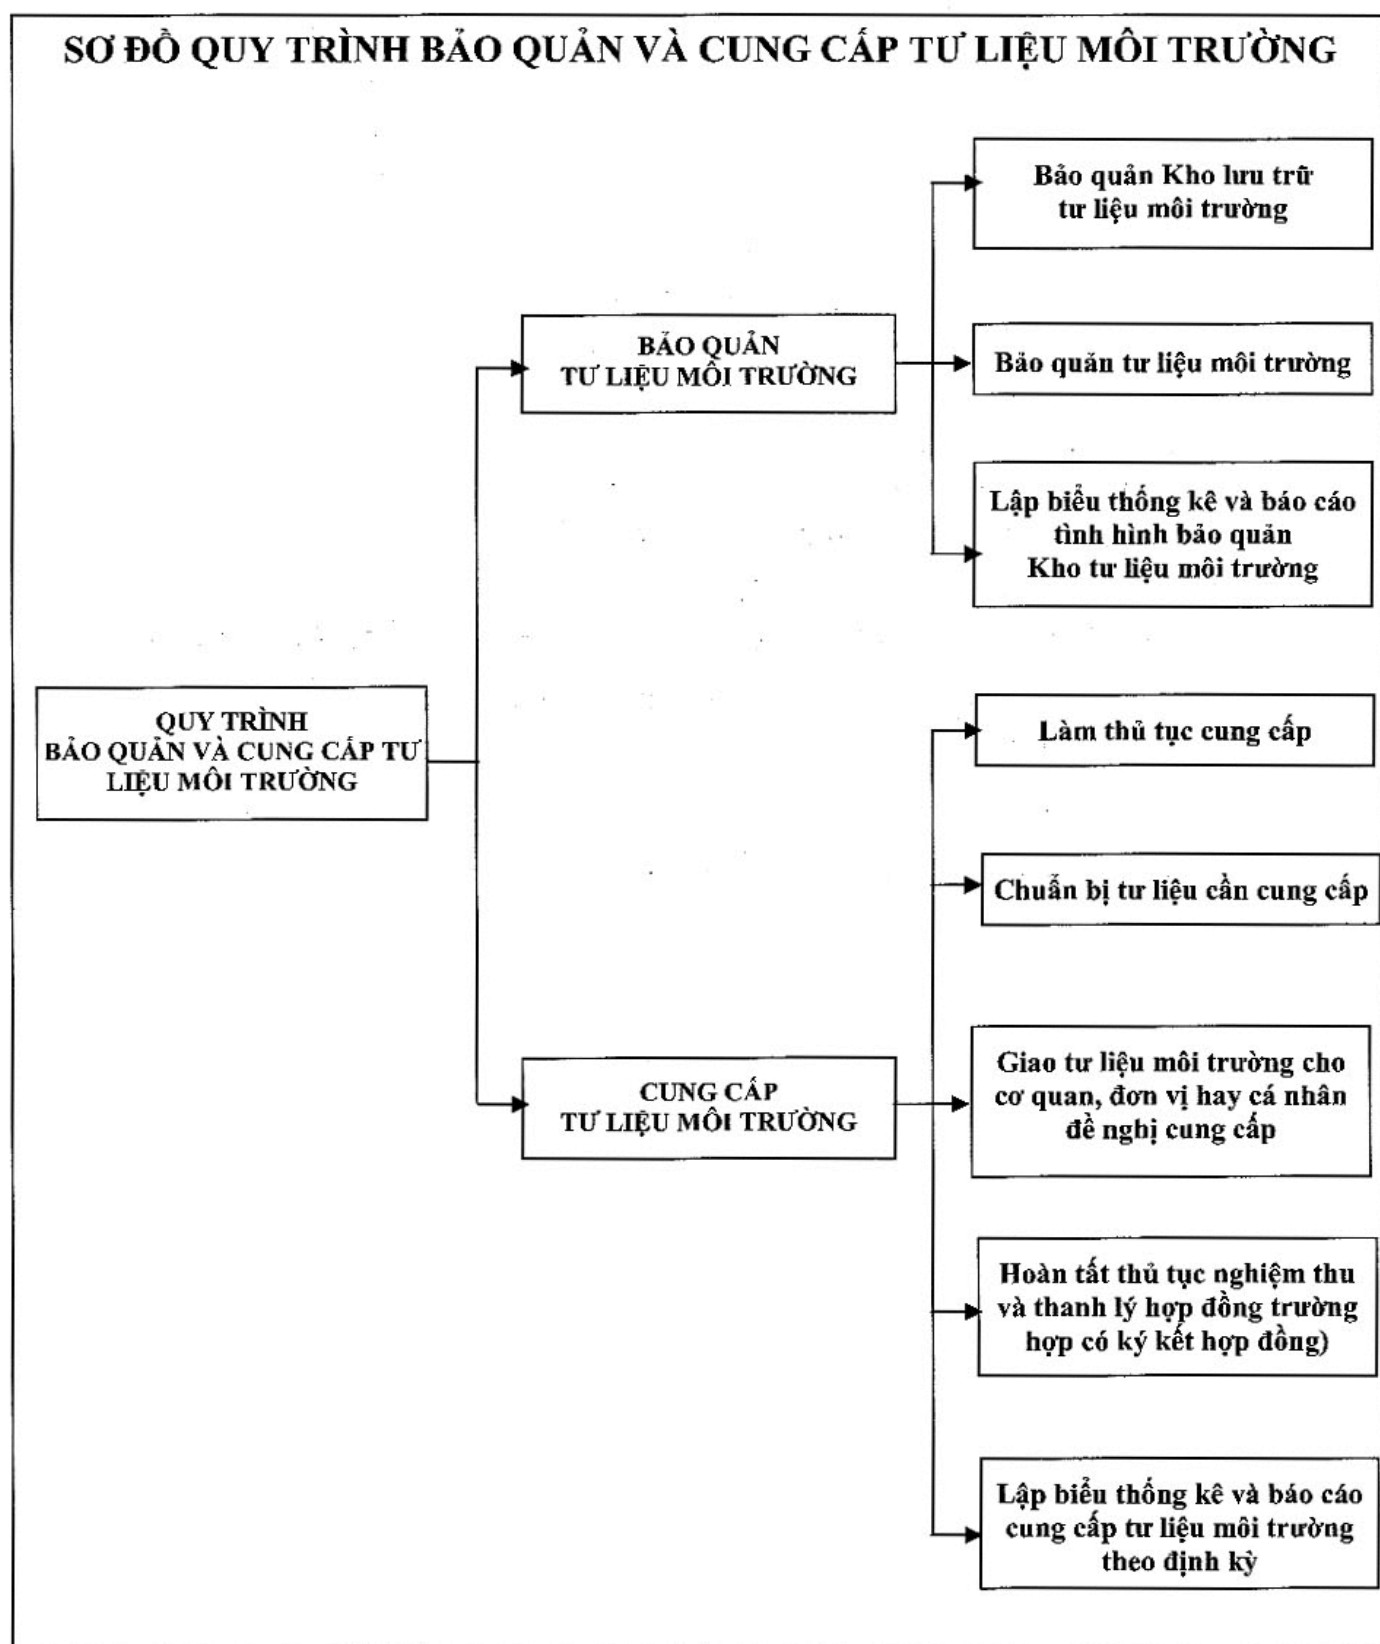 SƠ ĐỒ QUY TRÌNH BẢO QUẢN VÀ CUNG CẤP TƯ LIỆU MÔI TRƯỜNG
Bảo quản Kho lưu trữ
tư liệu môi trường
BẢO QUẢN
TƯ LIỆU MÔI TRƯỜNG
Bảo quản tư liệu môi trường
Lập biểu thống kê và báo cáo
tình hình bảo quản
Kho tư liệu môi trường
QUY TRÌNH
BẢO QUẢN VÀ CUNG CẤP TƯ
LIỆU MÔI TRƯỜNG
Làm thủ tục cung cấp
Chuẩn bị tư liệu cần cung cấp
CUNG CẤP
TƯ LIỆU MÔI TRƯỜNG
Giao tư liệu môi trường cho
cơ quan, đơn vị hay cá nhân
đề nghị cung cấp
Hoàn tất thủ tục nghiệm thu
và thanh lý hợp đồng trường
hợp có ký kết hợp đồng)
Lập biểu thống kê và báo cáo
cung cấp tư liệu môi trường
theo định kỳ